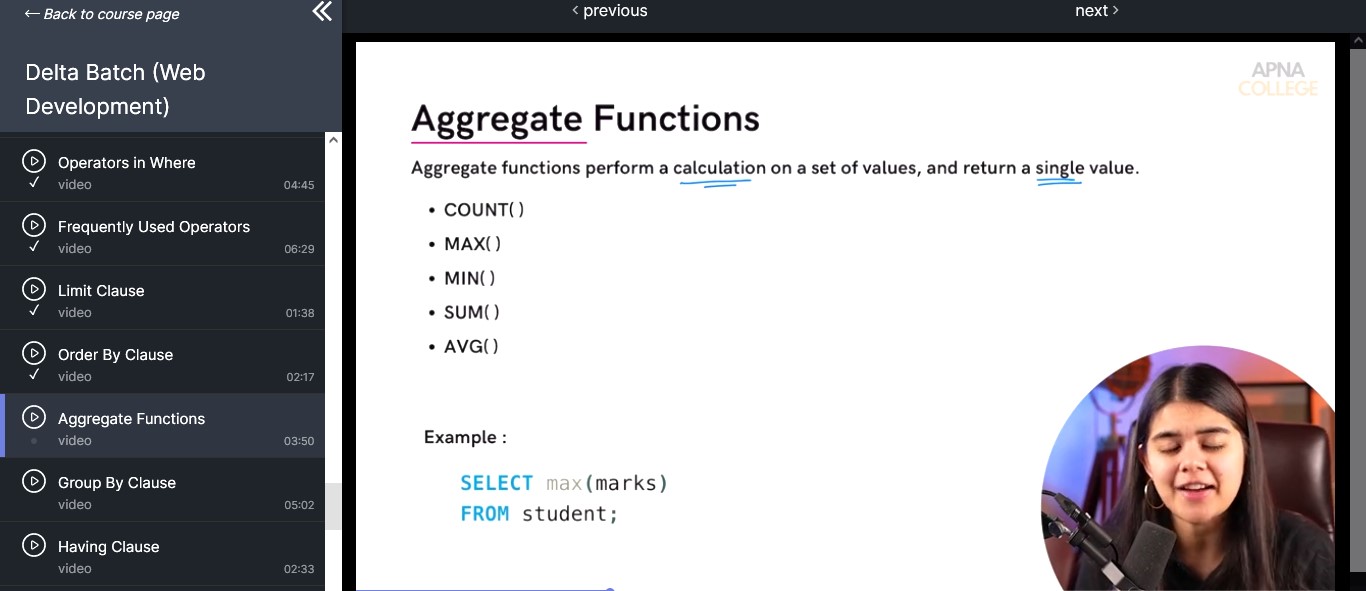 ← Back to course page
Delta Batch (Web
Development)
Operators in Where
video 04:45
Frequently Used Operators
video 06:29
Limit Clause
video 01:38
Order By Clause
video 02:17
Aggregate Functions
video 03:50
Group By Clause
video 05:02
Having Clause
video 02:33
< previous
next >
APNA
COLLEGE
Aggregate Functions
Aggregate functions perform a calculation on a set of values, and return a single value.
• COUNT( )
• MAX( )
• MIN( )
• SUM( )
• AVG( )
Example :
SELECT max(marks)
FROM student;